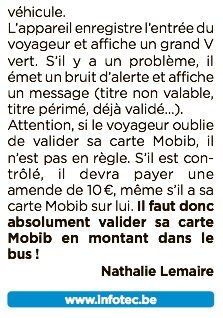 véhicule.
L'appareil enregistre l'entrée du
voyageur et affiche un grand V
vert. S'il y a un problème, il
émet un bruit d'alerte et affiche
un message (titre non valable,
titre périmé, déjà validé...).
Attention, si le voyageur oublie
de valider sa carte Mobib, il
n'est pas en règle. S'il est con-
trôlé, il devra payer une
amende de 10 €, même s'il a sa
carte Mobib sur lui. Il faut donc
absolument valider sa carte
Mobib en montant dans le
bus !
Nathalie Lemaire
www.infotec.be